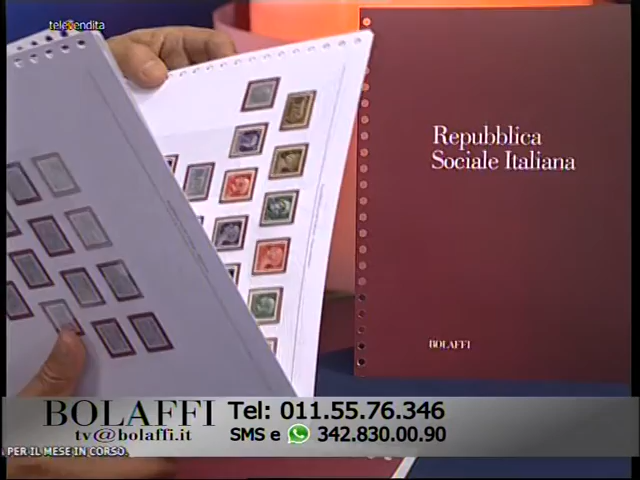 televendita
Repubblica
Sociale Italiana
BOLAFFI
BOLAFFI
tv@bolaffi.it
Tel: 011.55.76.346
SMS e 342.830.00.90
PER IL MESE IN CORSO.